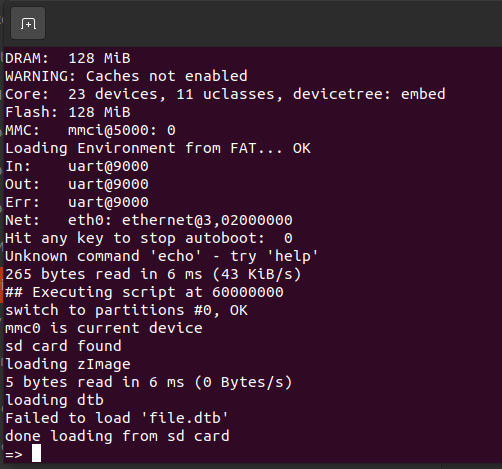 DRAM:  128 MiB
WARNING: Caches not enabled
Core:  23 devices, 11 uclasses, devicetree: embed
Flash: 128 MiB
MMC:   mmci@5000: 0
Loading Environment from FAT... OK
In:    uart@9000
Out:   uart@9000
Err:   uart@9000
Net:   eth0: ethernet@3,02000000
Hit any key to stop autoboot:  0
Unknown command 'echo' - try 'help'
265 bytes read in 6 ms (43 KiB/s)
## Executing script at 60000000
switch to partitions #0, OK
mmc0 is current device
sd card found
loading zImage
5 bytes read in 6 ms (0 Bytes/s)
loading dtb
Failed to load 'file.dtb'
done loading from sd card
=>